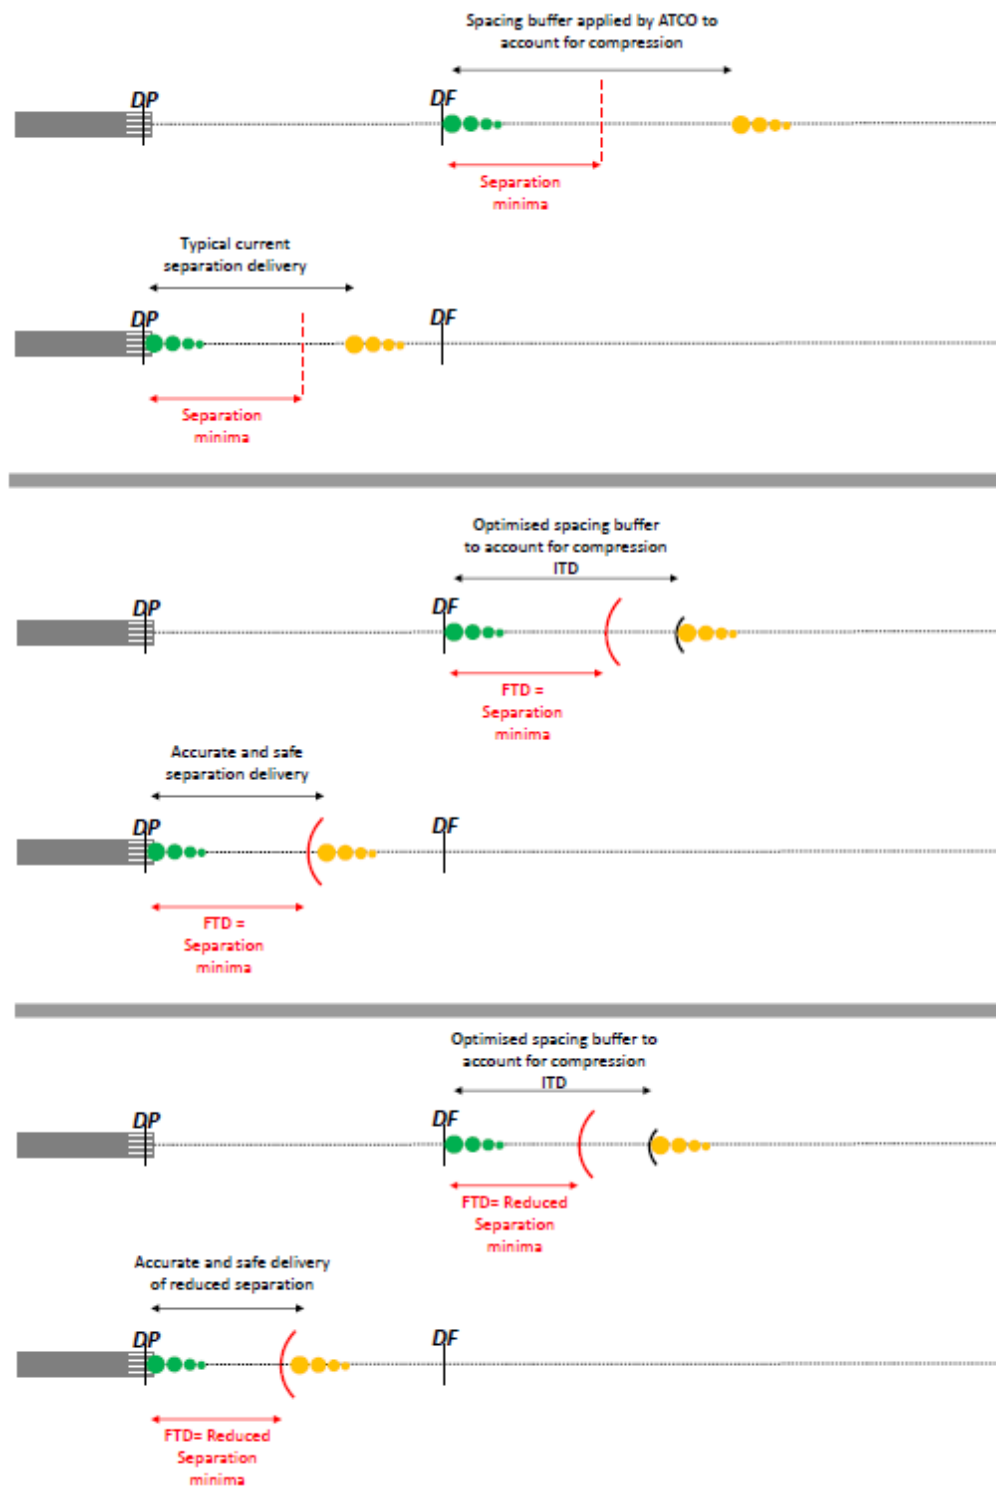 Spacing buffer applied by ATCO to
account for compression
DP
DF
Separation
minima
Typical current
separation delivery
DP
DF
Separation
minima
Optimised spacing buffer
to account for compression
ITD
DP
DF
FTD =
Separation
minima
Accurate and safe
separation delivery
DP
DF
FTD =
Separation
minima
Optimised spacing buffer to
account for compression
ITD
DP
DF
FTD= Reduced
Separation
minima
Accurate and safe delivery
of reduced separation
DP
DF
FTD= Reduced
Separation
minima